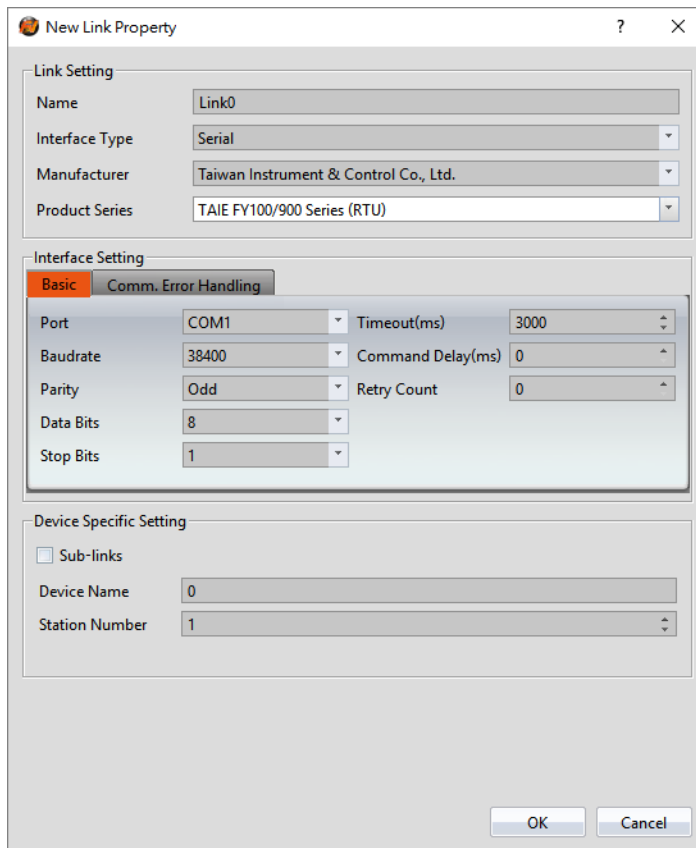 New Link Property
Link Setting
Name Link0
Interface Type Serial
Manufacturer Taiwan Instrument & Control Co., Ltd.
Product Series TAIE FY100/900 Series (RTU)
Interface Setting
Basic Comm. Error Handling
Port COM1 Timeout(ms) 3000
Baudrate 38400 Command Delay(ms) 0
Parity Odd Retry Count 0
Data Bits 8
Stop Bits 1
Device Specific Setting
Sub-links
Device Name 0
Station Number 1
OK Cancel